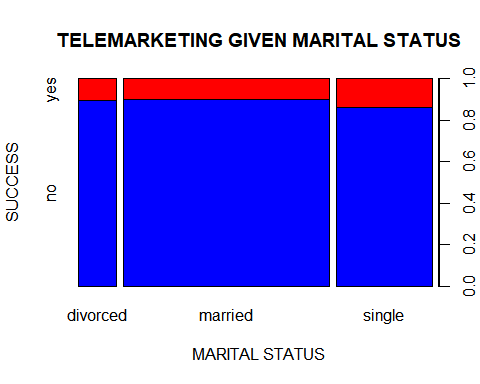 TELEMARKETING GIVEN MARITAL STATUS
SUCCESS
yes
no
1.0
0.8
0.6
0.4
0.2
0.0
divorced married single
MARITAL STATUS